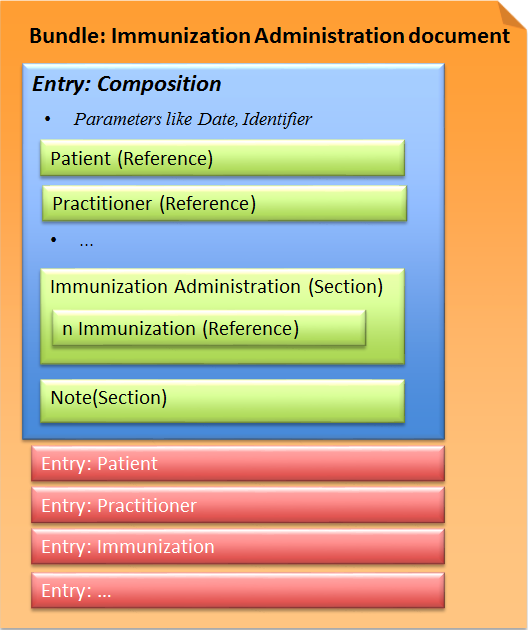 Bundle: Immunization Administration document
Entry: Composition
• Parameters like Date, Identifier
Patient (Reference)
Practitioner (Reference)
• ...
Immunization Administration (Section)
n Immunization (Reference)
Note(Section)
Entry: Patient
Entry: Practitioner
Entry: Immunization
Entry: ...